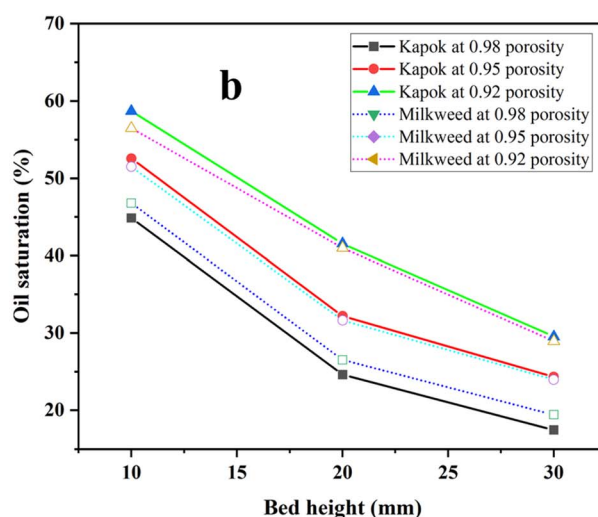 70
60
50
40
30
20
Oil saturation (%)
b
Kapok at 0.98 porosity
Kapok at 0.95 porosity
Kapok at 0.92 porosity
Milkweed at 0.98 porosity
Milkweed at 0.95 porosity
Milkweed at 0.92 porosity
10 15 20 25 30
Bed height (mm)